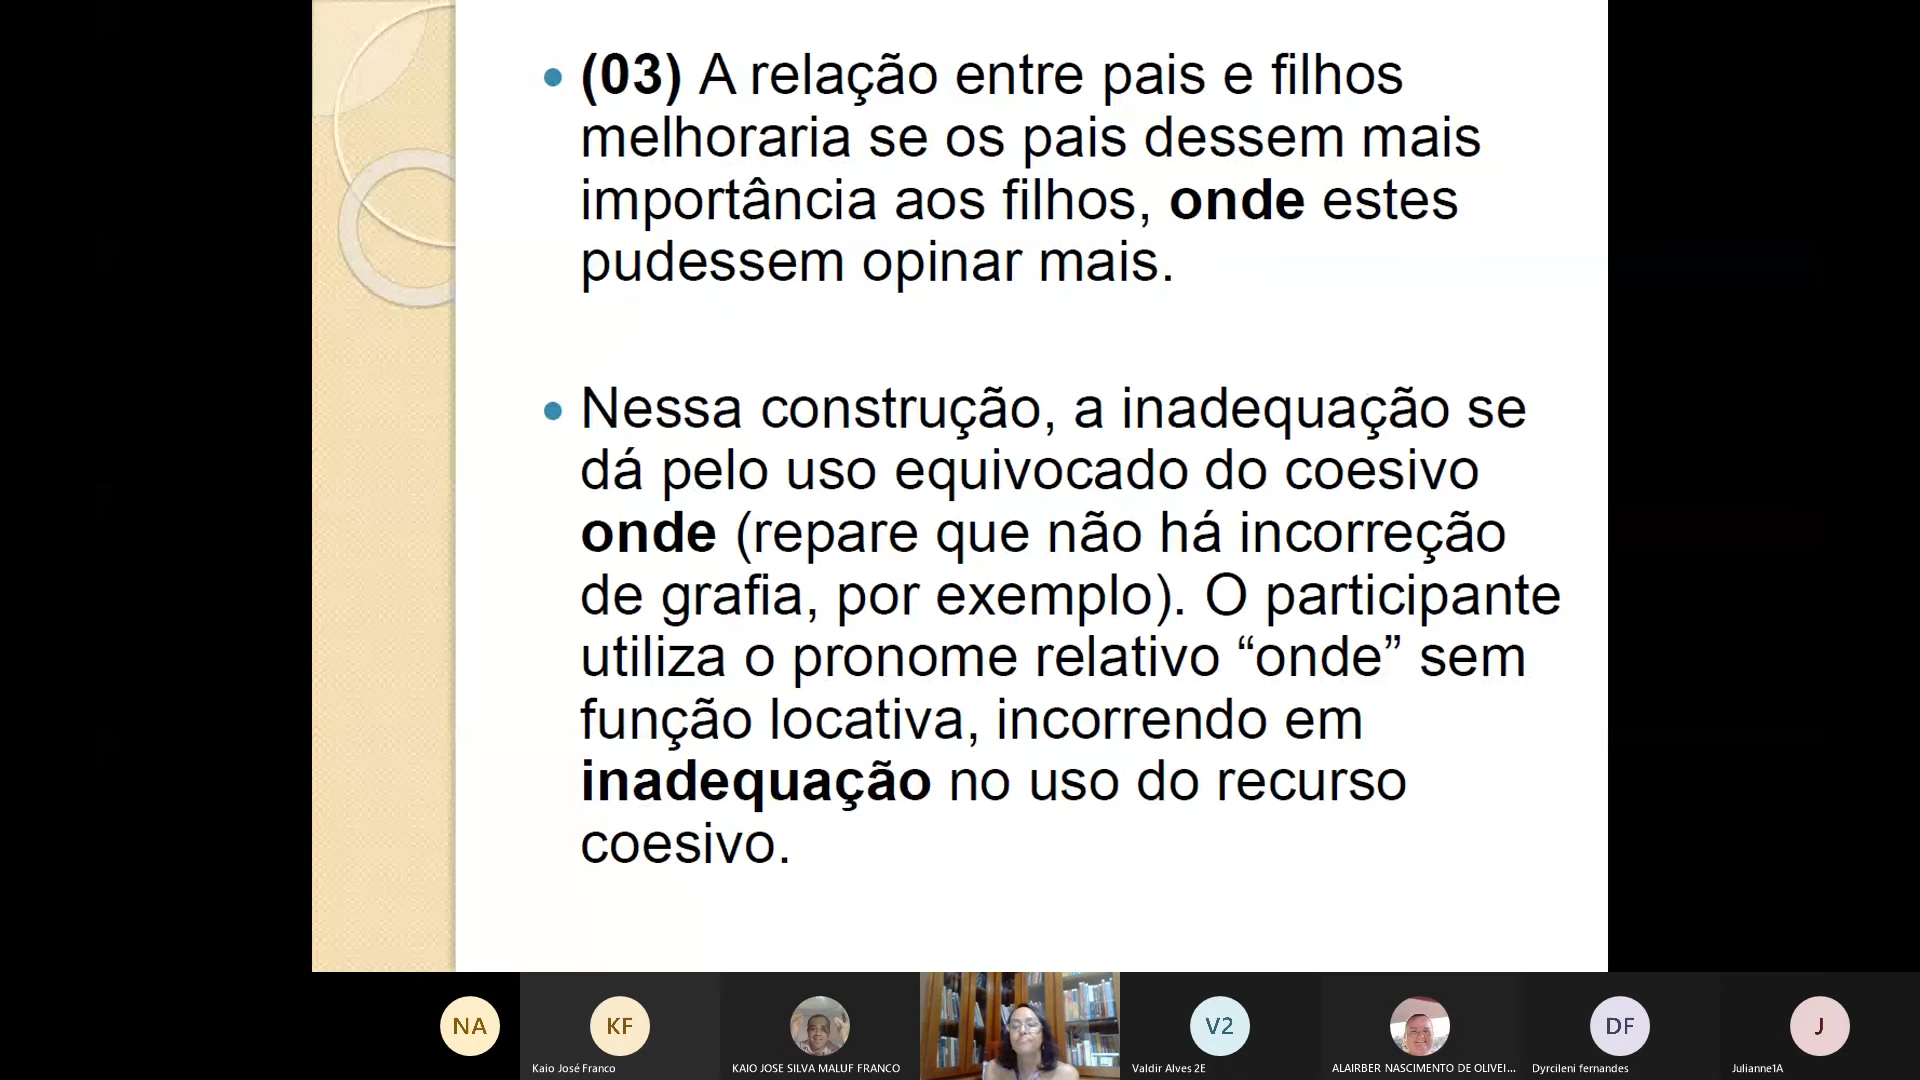 (03) A relação entre pais e filhos
melhoraria se os pais dessem mais
importância aos filhos, onde estes
pudessem opinar mais.
Nessa construção, a inadequação se
dá pelo uso equivocado do coesivo
onde (repare que não há incorreção
de grafia, por exemplo). O participante
utiliza o pronome relativo “onde” sem
função locativa, incorrendo em
inadequação no uso do recurso
coesivo.
NA
KF
V2
DF
J
Kaio José Franco
KAIO JOSE SILVA MALUF FRANCO
Valdir Alves 2E
ALAIRBER NASCIMENTO DE OLIVEI...
Dyrcileni fernandes
Julianne1A